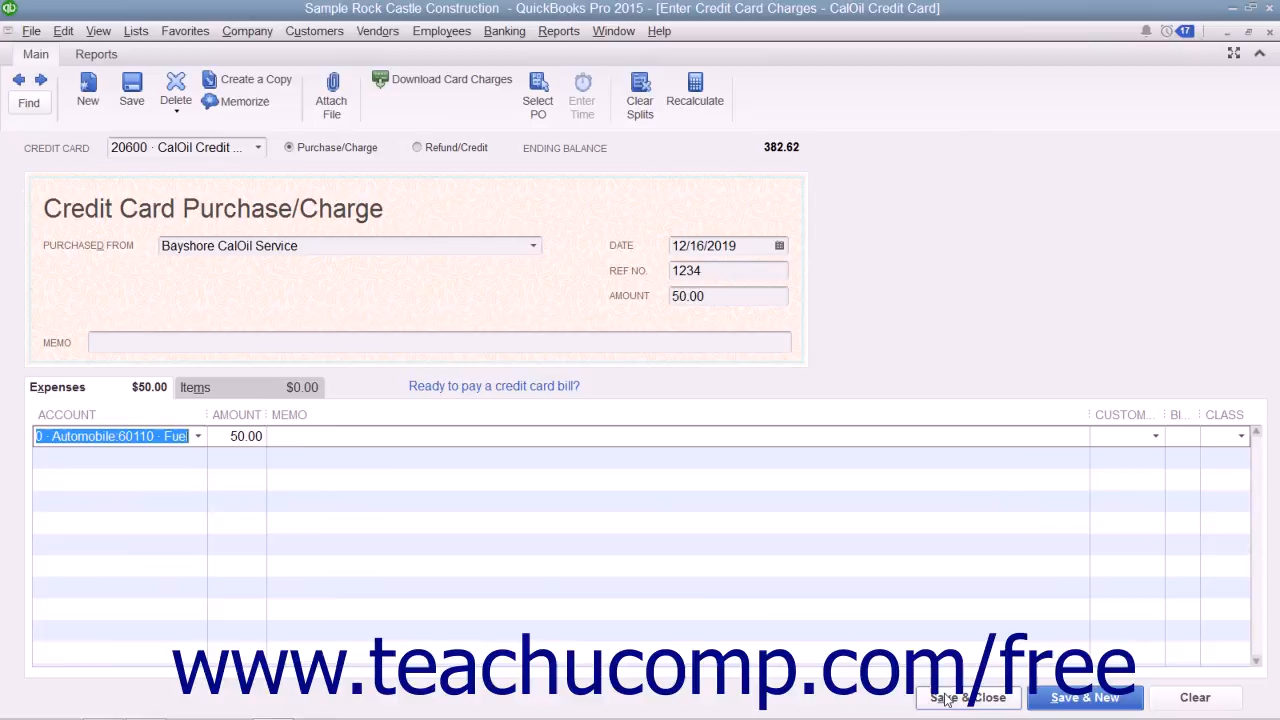 Sample Rock Castle Construction - QuickBooks Pro 2015 - [Enter Credit Card Charges - CalOil Credit Card]
File Edit View Lists Favorites Company Customers Vendors Employees Banking Reports Window Help 17
Main Reports
Find New Save Delete Create a Copy Memorize Attach File Download Card Charges Select PO Enter Time Clear Splits Recalculate
CREDIT CARD 20600 · CalOil Credit ... Purchase/Charge Refund/Credit ENDING BALANCE 382.62
Credit Card Purchase/Charge
PURCHASED FROM Bayshore CalOil Service DATE 12/16/2019
REF NO. 1234
AMOUNT 50.00
MEMO
Expenses $50.00 Items $0.00 Ready to pay a credit card bill?
ACCOUNT AMOUNT MEMO CUSTOM... BI... CLASS
0 · Automobile:60110 · Fuel 50.00
www.teachucomp.com/free
Save & Close Save & New Clear